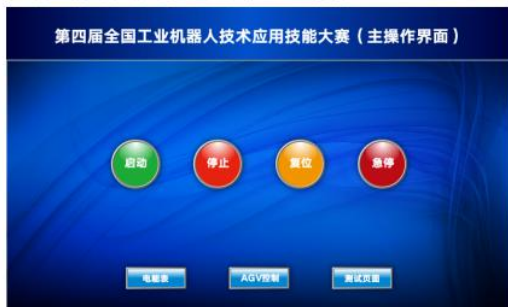 第四届全国工业机器人技术应用技能大赛（主操作界面）
启动 停止 复位 急停
电能表 AGV控制 测试页面